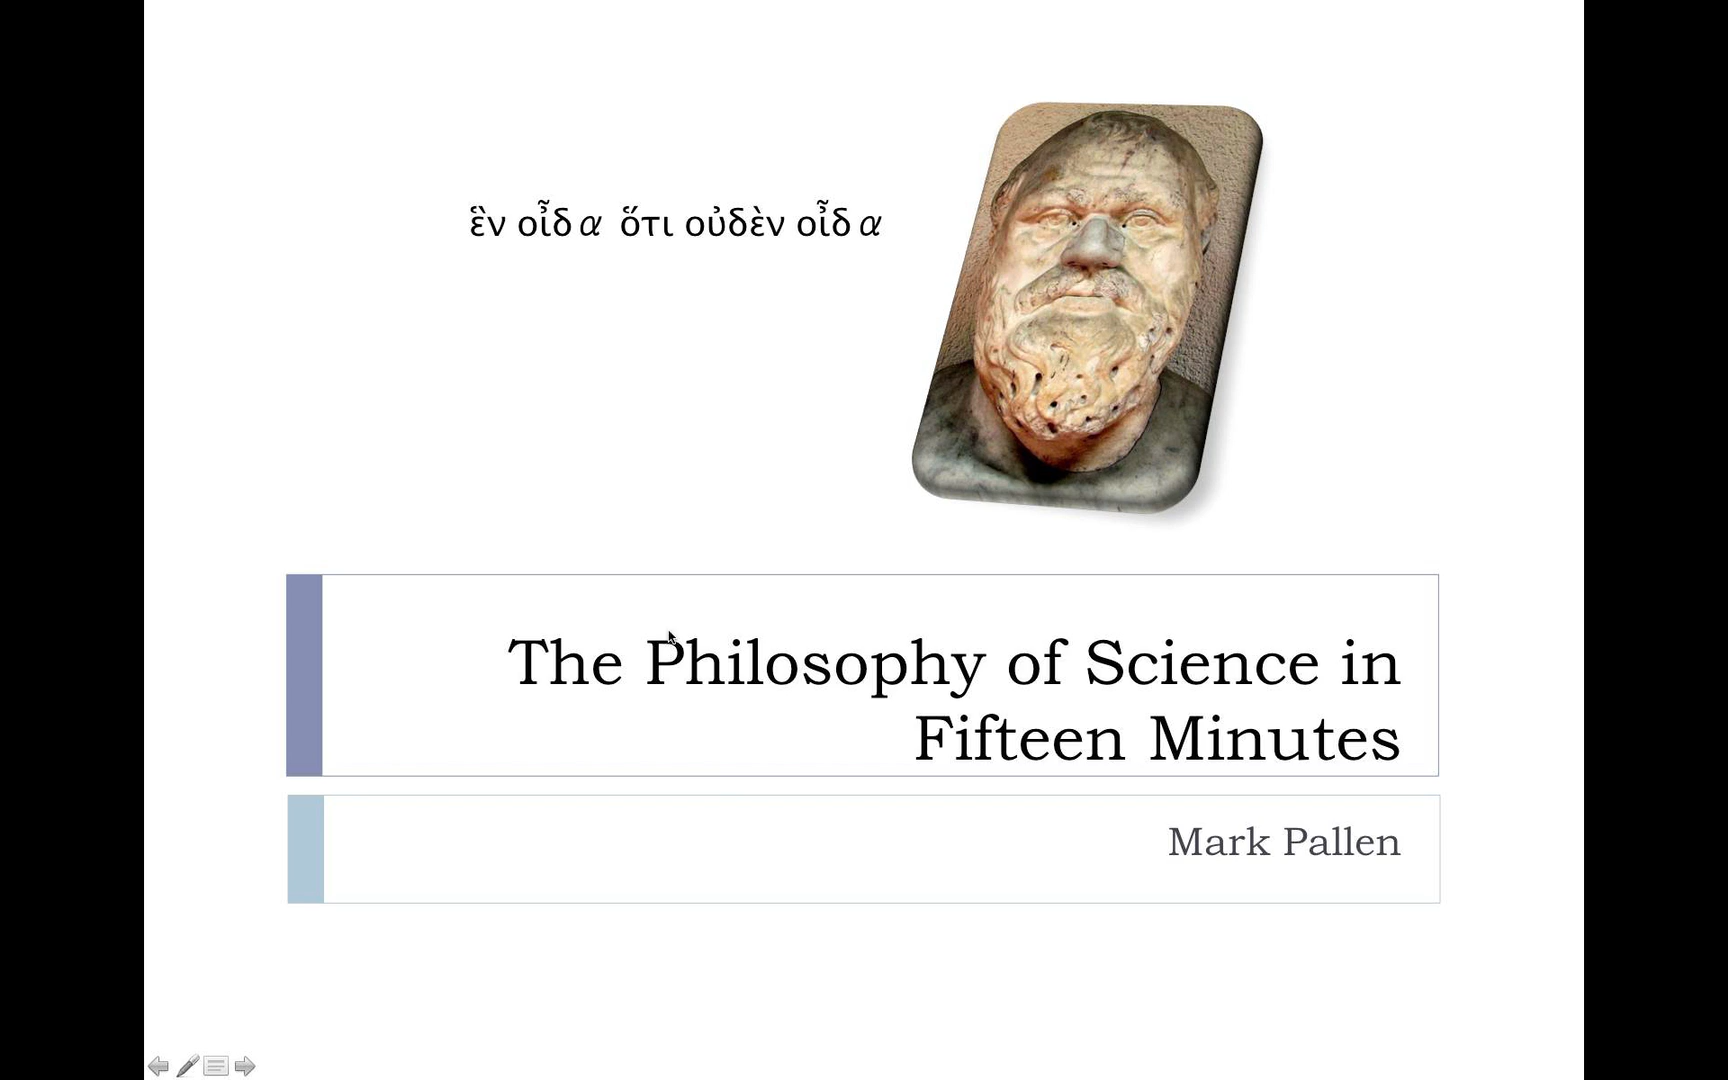 ἓν οἶδα ὅτι οὐδὲν οἶδα
The Philosophy of Science in
Fifteen Minutes
Mark Pallen